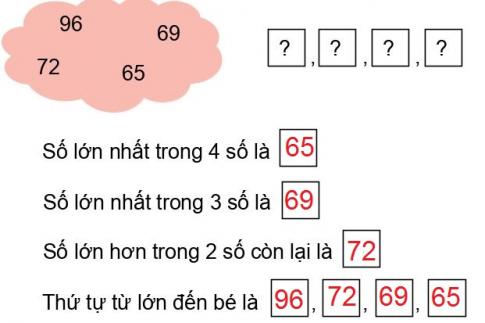 96 69
72 65
? , ? , ? , ?
Số lớn nhất trong 4 số là 65
Số lớn nhất trong 3 số là 69
Số lớn hơn trong 2 số còn lại là 72
Thứ tự từ lớn đến bé là 96 , 72 , 69 , 65